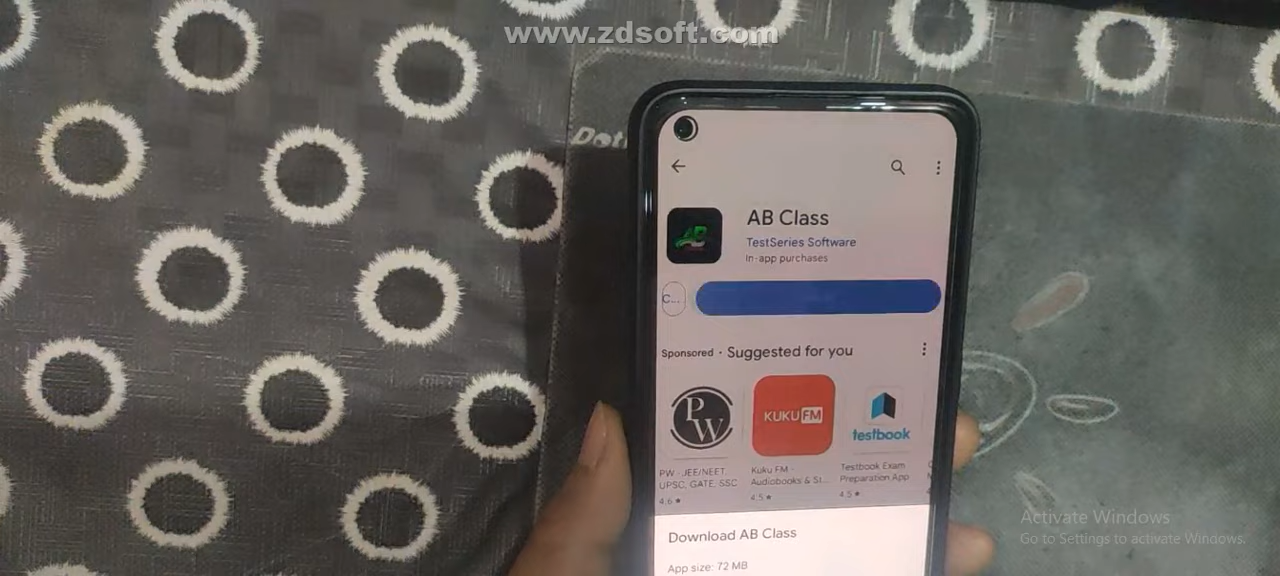 www.zdsoft.com
AB Class
TestSeries Software
In-app purchases
C...
Sponsored · Suggested for you
PW
KUKU FM
testbook
PW - JEE/NEET,
UPSC, GATE, SSC
4.6 ★
Kuku FM -
Audiobooks & St...
4.5 ★
Testbook Exam
Preparation App
4.5 ★
Download AB Class
App size: 72 MB
Activate Windows
Go to Settings to activate Windows.